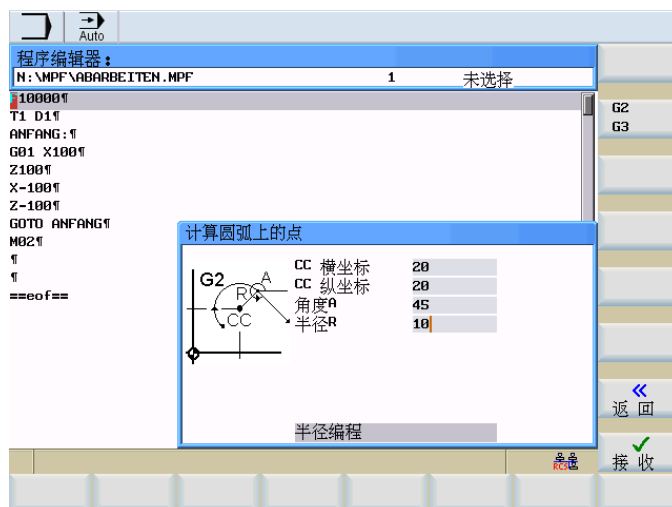 Auto
程序编辑器：
N:\MPF\ABARBEITEN.MPF 1 未选择
F10000¶
T1 D1¶
ANFANG:¶
G01 X100¶
Z100¶
X-100¶
Z-100¶
GOTO ANFANG¶
M02¶
¶
¶
==eof==
G2
G3
计算圆弧上的点
G2 A
R
CC
CC 横坐标 20
CC 纵坐标 20
角度A 45
半径R 10
半径编程
返 回
接 收
RCS